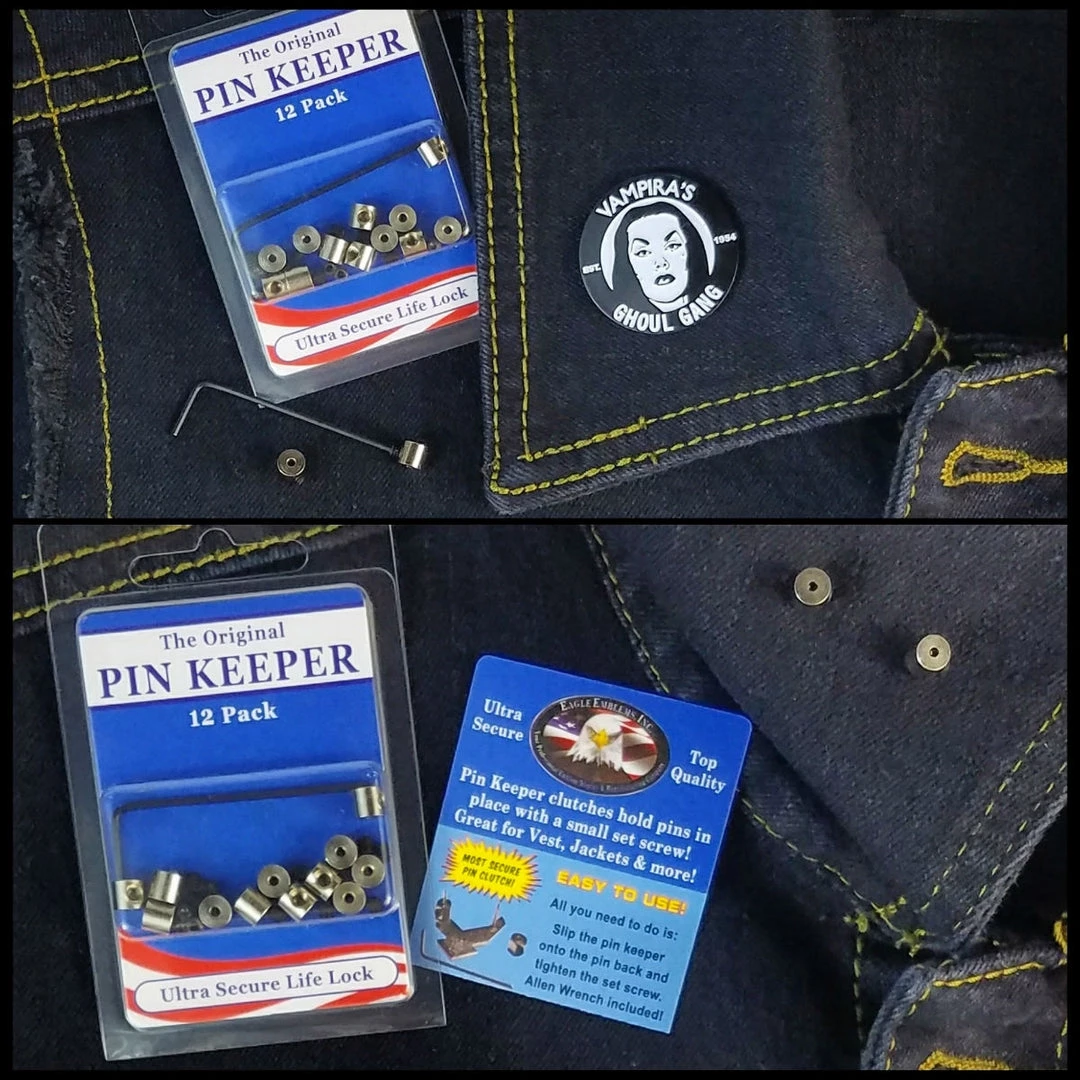 The Original
PIN KEEPER
12 Pack
Ultra Secure Life Lock
VAMPIRA'S
EST.
1954
GHOUL GANG
The Original
PIN KEEPER
12 Pack
Ultra Secure Life Lock
Ultra
Secure
EAGLE EMBLEMS, INC
Top
Quality
Pin Keeper clutches hold pins in
place with a small set screw!
Great for Vest, Jackets & more!
MOST SECURE
PIN CLUTCH!
EASY TO USE!
All you need to do is:
Slip the pin keeper
onto the pin back and
tighten the set screw.
Allen Wrench included!